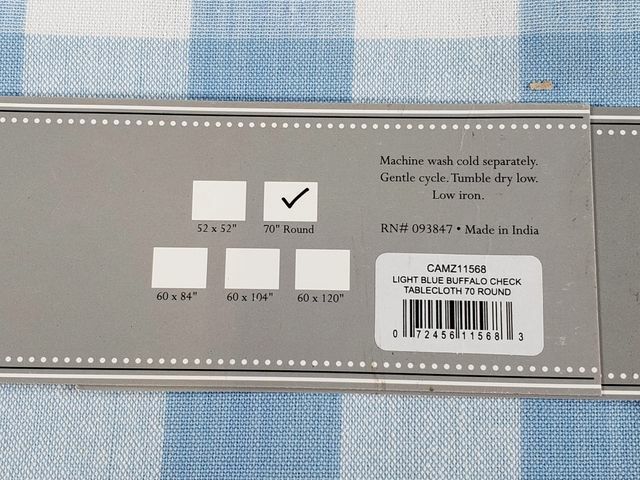 Machine wash cold separately.
Gentle cycle. Tumble dry low.
Low iron.
52 x 52"
70" Round
RN# 093847 • Made in India
60 x 84"
60 x 104"
60 x 120"
CAMZ11568
LIGHT BLUE BUFFALO CHECK
TABLECLOTH 70 ROUND
0 72456 11568 3